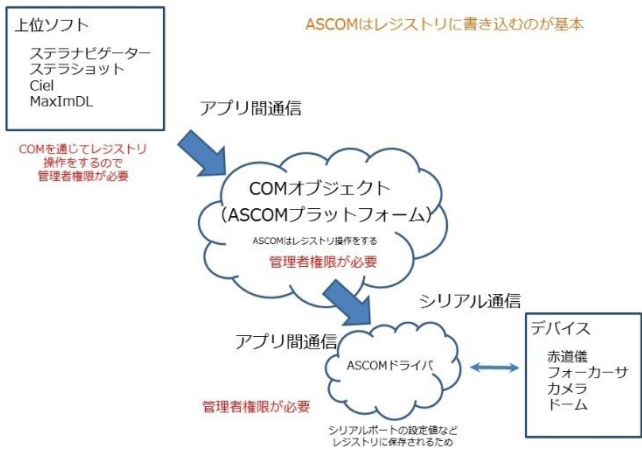 ASCOMはレジストリに書き込むのが基本
上位ソフト
ステラナビゲーター
ステラショット
Ciel
MaxImDL
COMを通じてレジストリ
操作をするので
管理者権限が必要
アプリ間通信
COMオブジェクト
（ASCOMプラットフォーム）
ASCOMはレジストリ操作をする
管理者権限が必要
アプリ間通信
シリアル通信
ASCOMドライバ
管理者権限が必要
シリアルポートの設定値など
レジストリに保存されるため
デバイス
赤道儀
フォーカーサ
カメラ
ドーム